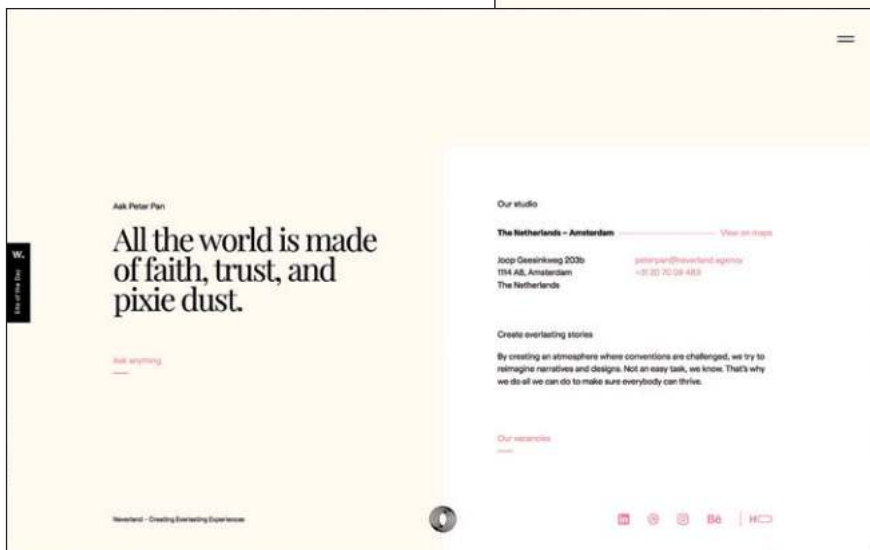 Ask Peter Pan
All the world is made
of faith, trust, and
pixie dust.
Ask anything
W.
Site of the Day
Neverland – Creating Everlasting Experiences
Our studio
The Netherlands – Amsterdam View on maps
Joop Geesinkweg 203b peterpan@neverland.agency
1114 AB, Amsterdam
The Netherlands
Create everlasting stories
By creating an atmosphere where conventions are challenged, we try to
reimagine narratives and designs. Not an easy task, we know. That's why
we do all we can do to make sure everybody can thrive.
Our vacancies
in Bē H